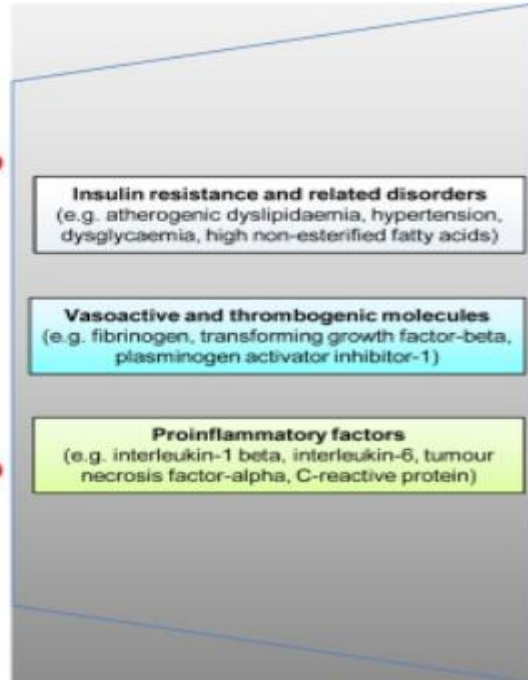 Insulin resistance and related disorders
(e.g. atherogenic dyslipidaemia, hypertension,
dysglycaemia, high non-esterified fatty acids)
Vasoactive and thrombogenic molecules
(e.g. fibrinogen, transforming growth factor-beta,
plasminogen activator inhibitor-1)
Proinflammatory factors
(e.g. interleukin-1 beta, interleukin-6, tumour
necrosis factor-alpha, C-reactive protein)